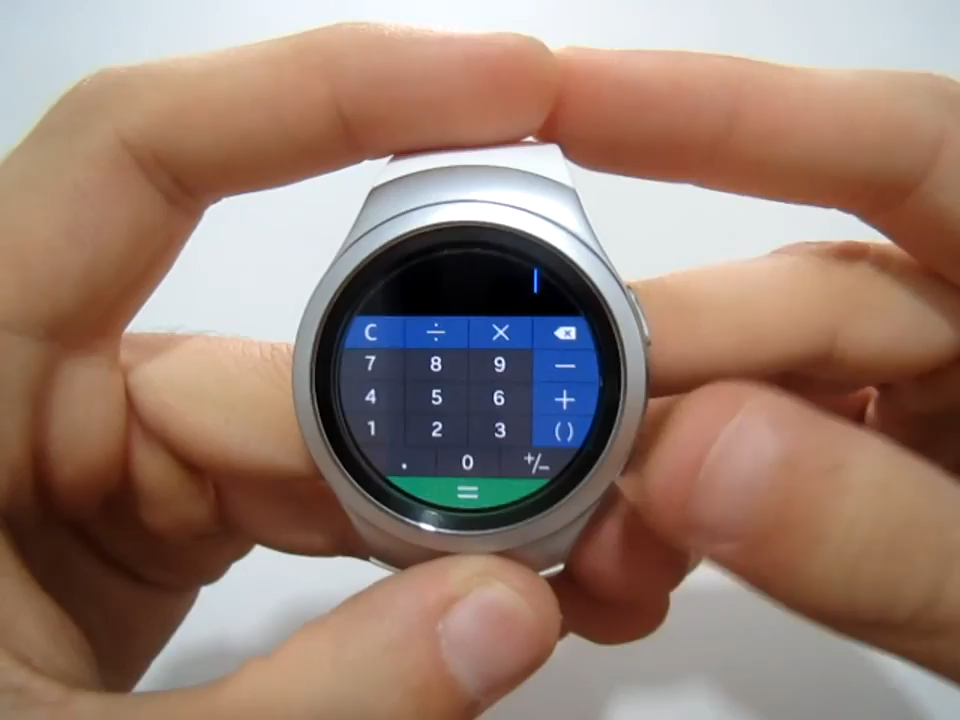 C ÷ ×
7 8 9 −
4 5 6 +
1 2 3 ()
. 0 +/−
=